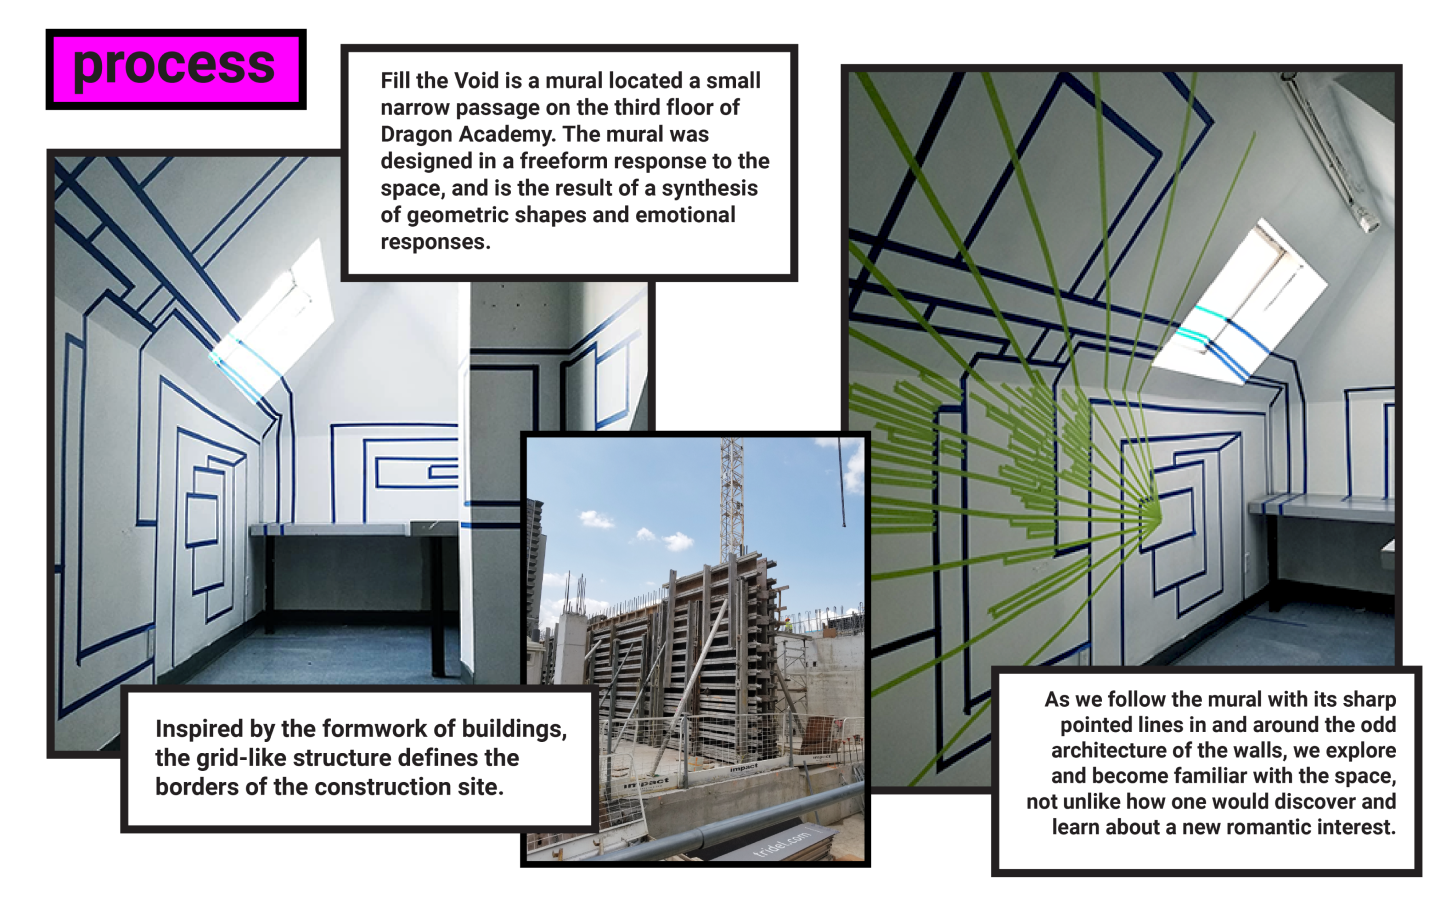 process
Fill the Void is a mural located a small
narrow passage on the third floor of
Dragon Academy. The mural was
designed in a freeform response to the
space, and is the result of a synthesis
of geometric shapes and emotional
responses.
Inspired by the formwork of buildings,
the grid-like structure defines the
borders of the construction site.
impact
impact
tridel.com
As we follow the mural with its sharp
pointed lines in and around the odd
architecture of the walls, we explore
and become familiar with the space,
not unlike how one would discover and
learn about a new romantic interest.